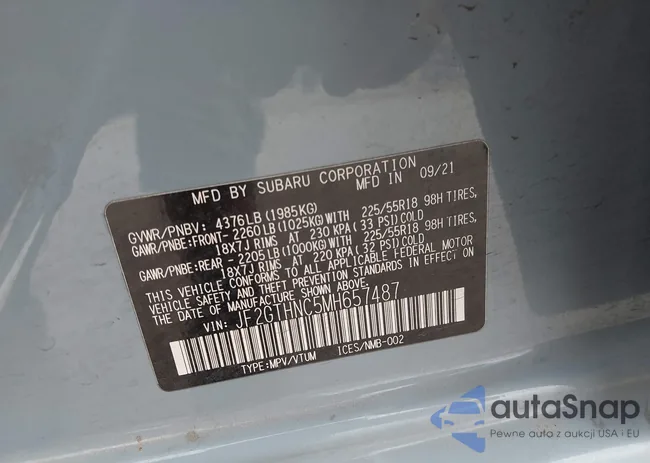 MFD BY SUBARU CORPORATION
MFD IN 09/21
GVWR/PNBV: 4376LB(1985KG)
GAWR/PNBE:FRONT-2260LB(1025KG)WITH 225/55R18 98H TIRES,
18X7J RIMS AT 230 KPA(33 PSI)COLD
GAWR/PNBE:REAR -2205LB(1000KG)WITH 225/55R18 98H TIRES,
18X7J RIMS AT 220 KPA(32 PSI)COLD
THIS VEHICLE CONFORMS TO ALL APPLICABLE FEDERAL MOTOR
VEHICLE SAFETY AND THEFT PREVENTION STANDARDS IN EFFECT ON
THE DATE OF MANUFACTURE SHOWN ABOVE.
VIN: JF2GTHNC5MH657487
TYPE:MPV/VTUM ICES/NMB-002
autoSnap
Pewne auto z aukcji USA i EU